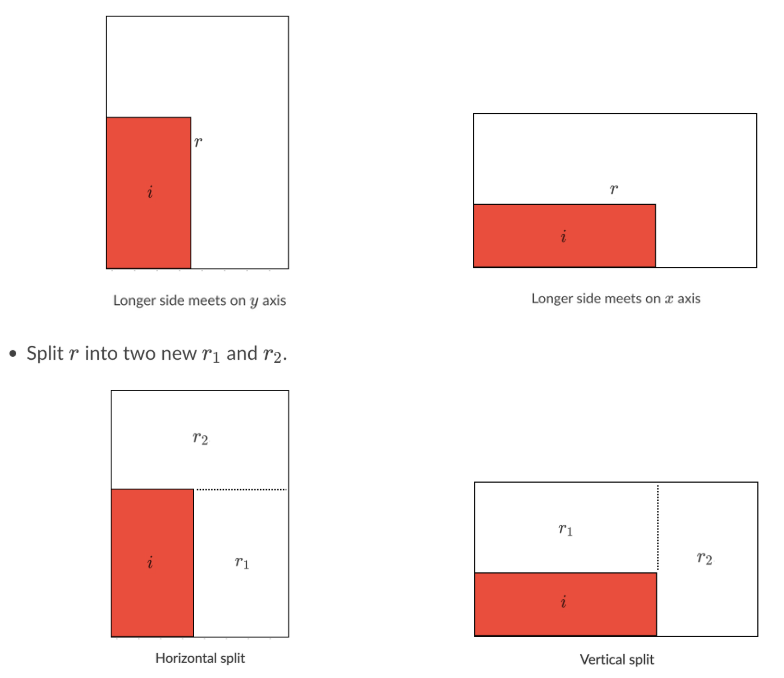 r
i
r
i
Longer side meets on y axis
Longer side meets on x axis
• Split r into two new r₁ and r₂.
r₂
i
r₁
r₁
r₂
i
Horizontal split
Vertical split